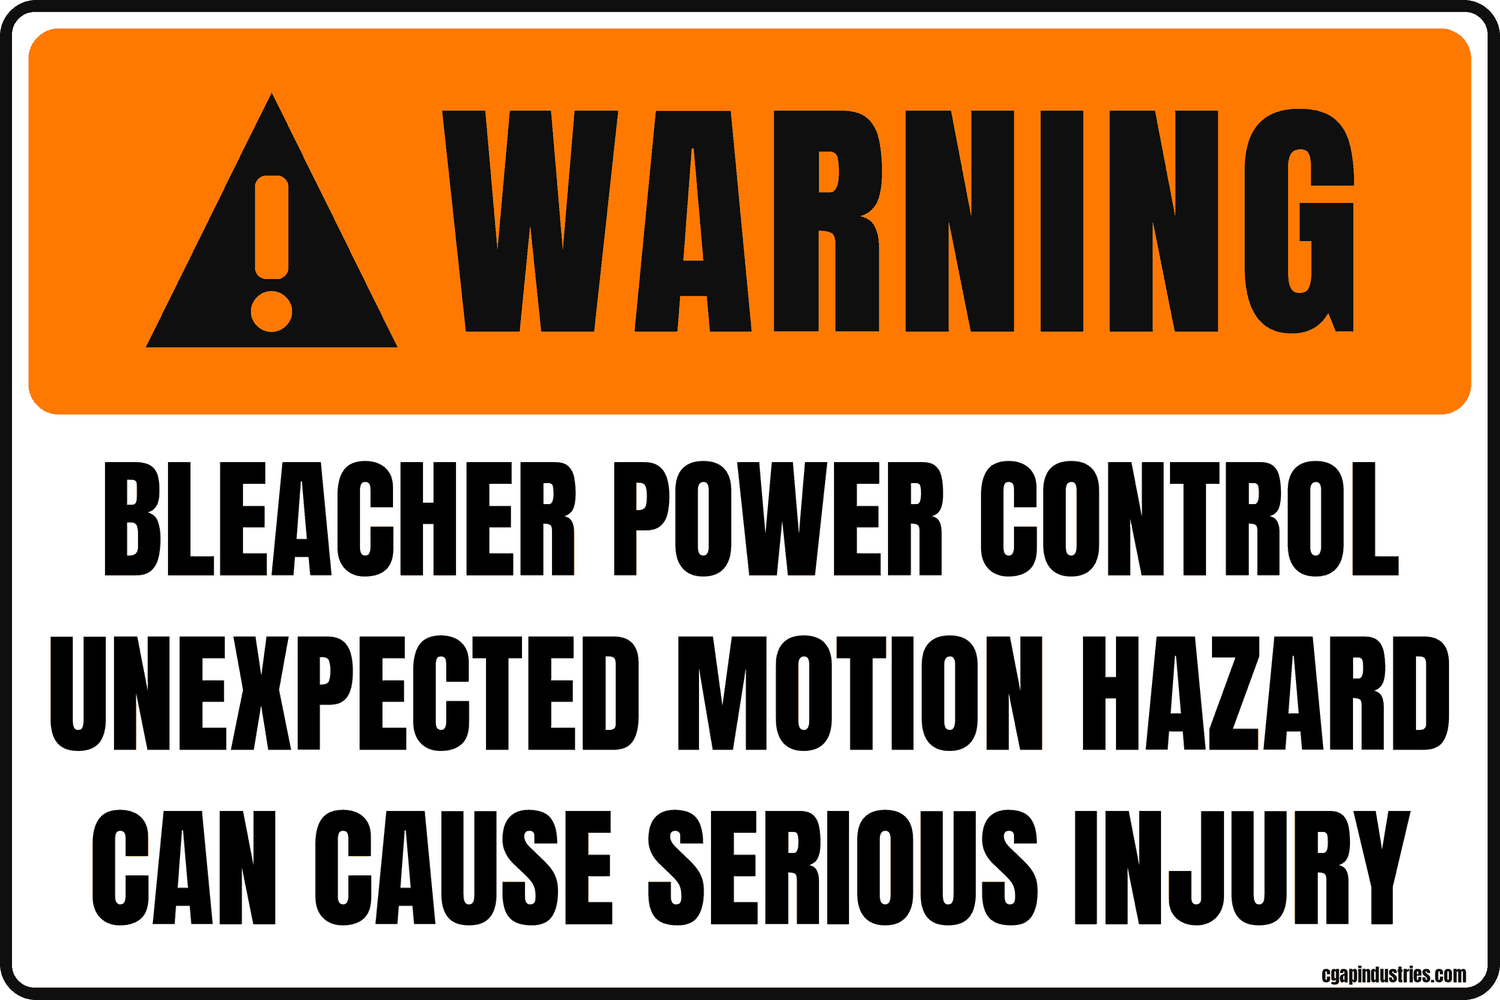 WARNING
BLEACHER POWER CONTROL
UNEXPECTED MOTION HAZARD
CAN CAUSE SERIOUS INJURY
cgapindustries.com